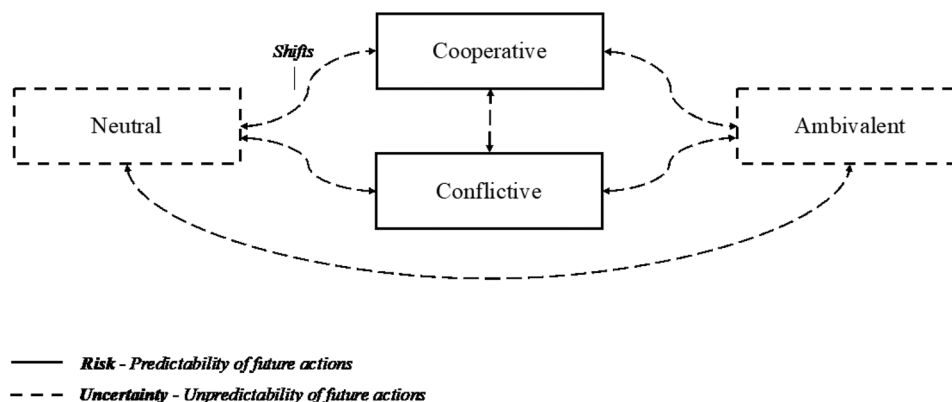 Shifts
Cooperative
Neutral
Ambivalent
Conflictive
Risk - Predictability of future actions
Uncertainty - Unpredictability of future actions